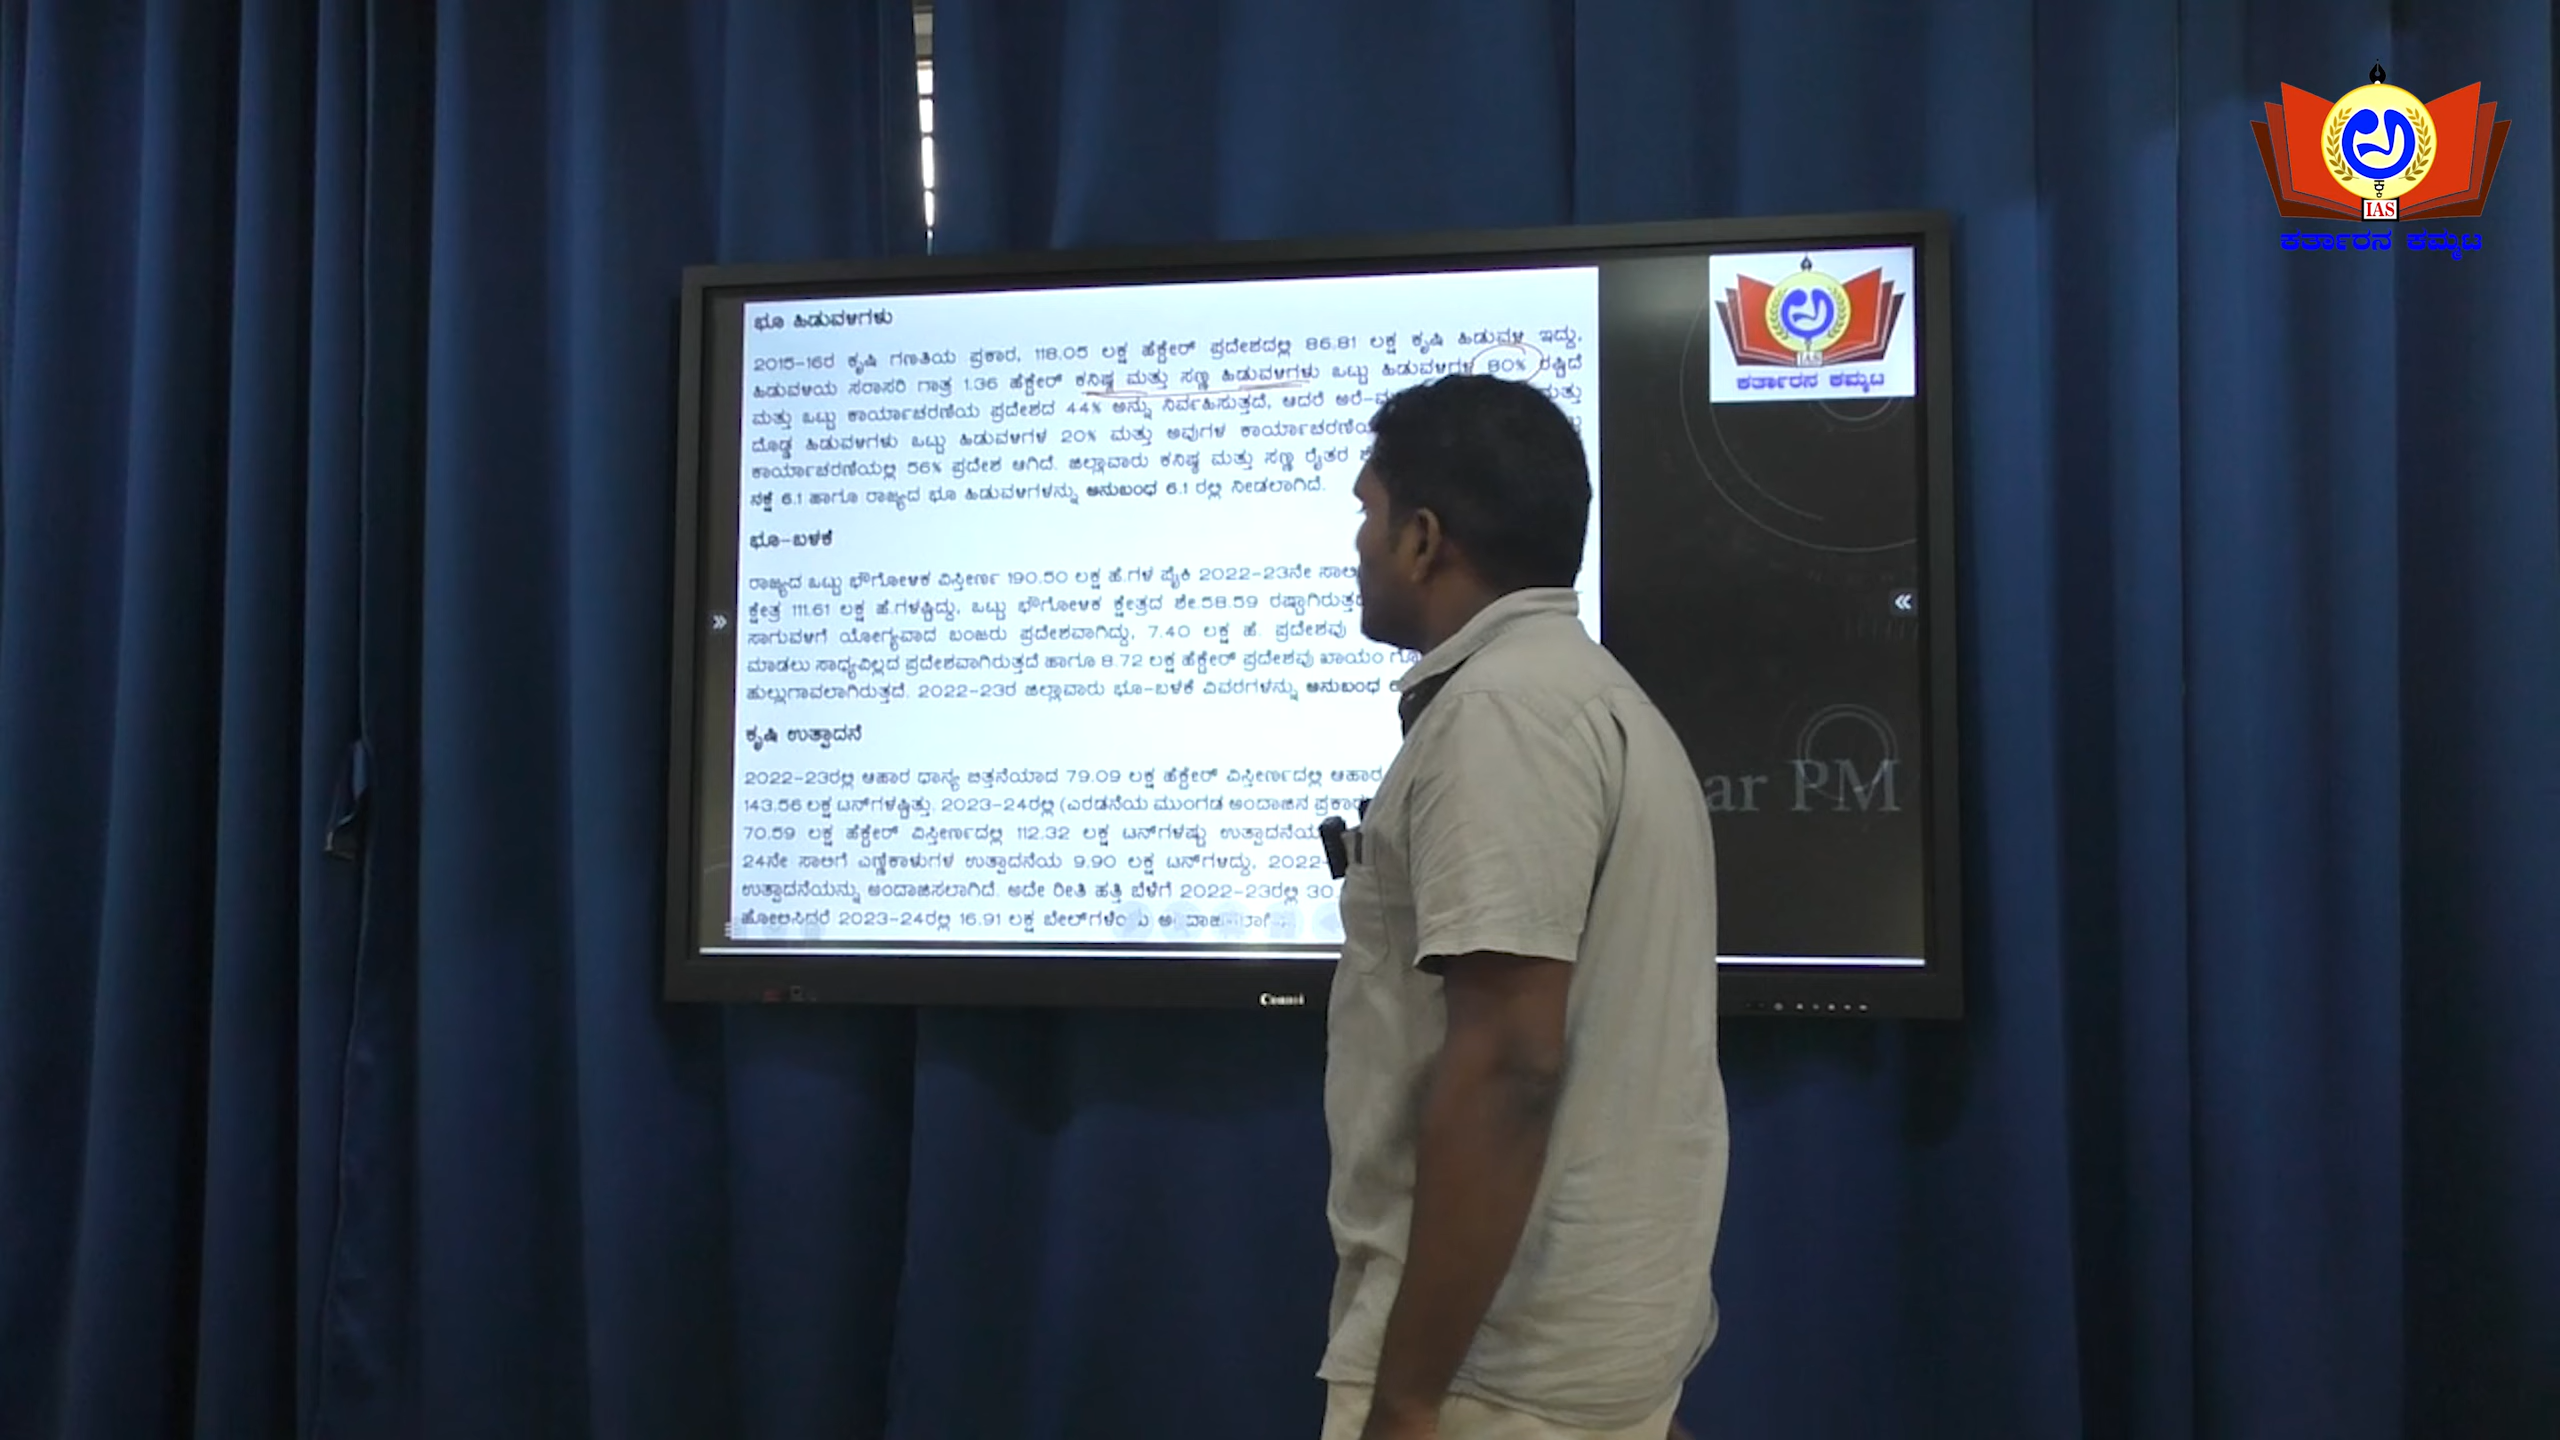 IAS
ಕರ್ತಾರನ ಕಮ್ಮಟ
IAS
ಕರ್ತಾರನ ಕಮ್ಮಟ
ಭೂ ಹಿಡುವಳಿಗಳು
2015-16ರ ಕೃಷಿ ಗಣತಿಯ ಪ್ರಕಾರ, 118.05 ಲಕ್ಷ ಹೆಕ್ಟೇರ್ ಪ್ರದೇಶದಲ್ಲಿ 86.81 ಲಕ್ಷ ಕೃಷಿ ಹಿಡುವಳಿ ಇದ್ದು,
ಹಿಡುವಳಿಯ ಸರಾಸರಿ ಗಾತ್ರ 1.36 ಹೆಕ್ಟೇರ್ ಕನಿಷ್ಠ ಮತ್ತು ಸಣ್ಣ ಹಿಡುವಳಿಗಳು ಒಟ್ಟು ಹಿಡುವಳಿಗಳ 80% ರಷ್ಟಿದೆ
ಮತ್ತು ಒಟ್ಟು ಕಾರ್ಯಾಚರಣೆಯ ಪ್ರದೇಶದ 44% ಅನ್ನು ನಿರ್ವಹಿಸುತ್ತದೆ, ಆದರೆ ಅರೆ- ಮತ್ತು
ದೊಡ್ಡ ಹಿಡುವಳಿಗಳು ಒಟ್ಟು ಹಿಡುವಳಿಗಳ 20% ಮತ್ತು ಅವುಗಳ ಕಾರ್ಯಾಚರಣೆಯ
ಕಾರ್ಯಾಚರಣೆಯಲ್ಲಿ 56% ಪ್ರದೇಶ ಆಗಿದೆ. ಜಿಲ್ಲಾವಾರು ಕನಿಷ್ಠ ಮತ್ತು ಸಣ್ಣ ರೈತರ
ನಕ್ಷೆ 6.1 ಹಾಗೂ ರಾಜ್ಯದ ಭೂ ಹಿಡುವಳಿಗಳನ್ನು ಅನುಬಂಧ 6.1 ರಲ್ಲಿ ನೀಡಲಾಗಿದೆ.
ಭೂ-ಬಳಕೆ
ರಾಜ್ಯದ ಒಟ್ಟು ಭೌಗೋಳಿಕ ವಿಸ್ತೀರ್ಣ 190.50 ಲಕ್ಷ ಹೆ.ಗಳ ಪೈಕಿ 2022-23ನೇ
ಕ್ಷೇತ್ರ 111.61 ಲಕ್ಷ ಹೆ.ಗಳಷ್ಟಿದ್ದು, ಒಟ್ಟು ಭೌಗೋಳಿಕ ಕ್ಷೇತ್ರದ ಶೇ.58.59 ರಷ್ಟಾಗಿರುತ್ತದೆ
ಸಾಗುವಳಿಗೆ ಯೋಗ್ಯವಾದ ಬಂಜರು ಪ್ರದೇಶವಾಗಿದ್ದು, 7.40 ಲಕ್ಷ ಹೆ. ಪ್ರದೇಶವು
ಮಾಡಲು ಸಾಧ್ಯವಿಲ್ಲದ ಪ್ರದೇಶವಾಗಿರುತ್ತದೆ ಹಾಗೂ 8.72 ಲಕ್ಷ ಹೆಕ್ಟೇರ್ ಪ್ರದೇಶವು ಖಾಯಂ
ಹುಲ್ಲುಗಾವಲಾಗಿರುತ್ತದೆ. 2022-23ರ ಜಿಲ್ಲಾವಾರು ಭೂ-ಬಳಕೆ ವಿವರಗಳನ್ನು ಅನುಬಂಧ
ಕೃಷಿ ಉತ್ಪಾದನೆ
2022-23ರಲ್ಲಿ ಆಹಾರ ಧಾನ್ಯ ಬಿತ್ತನೆಯಾದ 79.09 ಲಕ್ಷ ಹೆಕ್ಟೇರ್ ವಿಸ್ತೀರ್ಣದಲ್ಲಿ ಆಹಾರ
143.56 ಲಕ್ಷ ಟನ್‌ಗಳಷ್ಟಿತ್ತು. 2023-24ರಲ್ಲಿ (ಎರಡನೆಯ ಮುಂಗಡ ಅಂದಾಜಿನ ಪ್ರಕಾರ
70.59 ಲಕ್ಷ ಹೆಕ್ಟೇರ್ ವಿಸ್ತೀರ್ಣದಲ್ಲಿ 112.32 ಲಕ್ಷ ಟನ್‌ಗಳಷ್ಟು
24ನೇ ಸಾಲಿಗೆ ಎಣ್ಣೆಕಾಳುಗಳ ಉತ್ಪಾದನೆಯ 9.90 ಲಕ್ಷ ಟನ್‌ಗಳಿದ್ದು, 2022-
ಉತ್ಪಾದನೆಯನ್ನು ಅಂದಾಜಿಸಲಾಗಿದೆ. ಅದೇ ರೀತಿ ಹತ್ತಿ ಬೆಳೆಗೆ 2022-23ರಲ್ಲಿ 30
ಹೋಲಿಸಿದರೆ 2023-24ರಲ್ಲಿ 16.91 ಲಕ್ಷ
ar PM